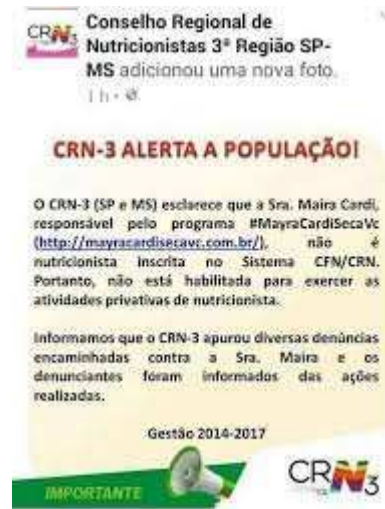 CRN3
Conselho Regional de
Nutricionistas 3ª Região SP-
MS adicionou uma nova foto.
1 h •
CRN-3 ALERTA A POPULAÇÃO!
O CRN-3 (SP e MS) esclarece que a Sra. Maira Cardi,
responsável pelo programa #MayraCardiSecaVc
(http://mayracardisecavc.com.br/), não é
nutricionista inscrita no Sistema CFN/CRN.
Portanto, não está habilitada para exercer as
atividades privativas de nutricionista.
Informamos que o CRN-3 apurou diversas denúncias
encaminhadas contra a Sra. Maira e os
denunciantes foram informados das ações
realizadas.
Gestão 2014-2017
IMPORTANTE
CRN3